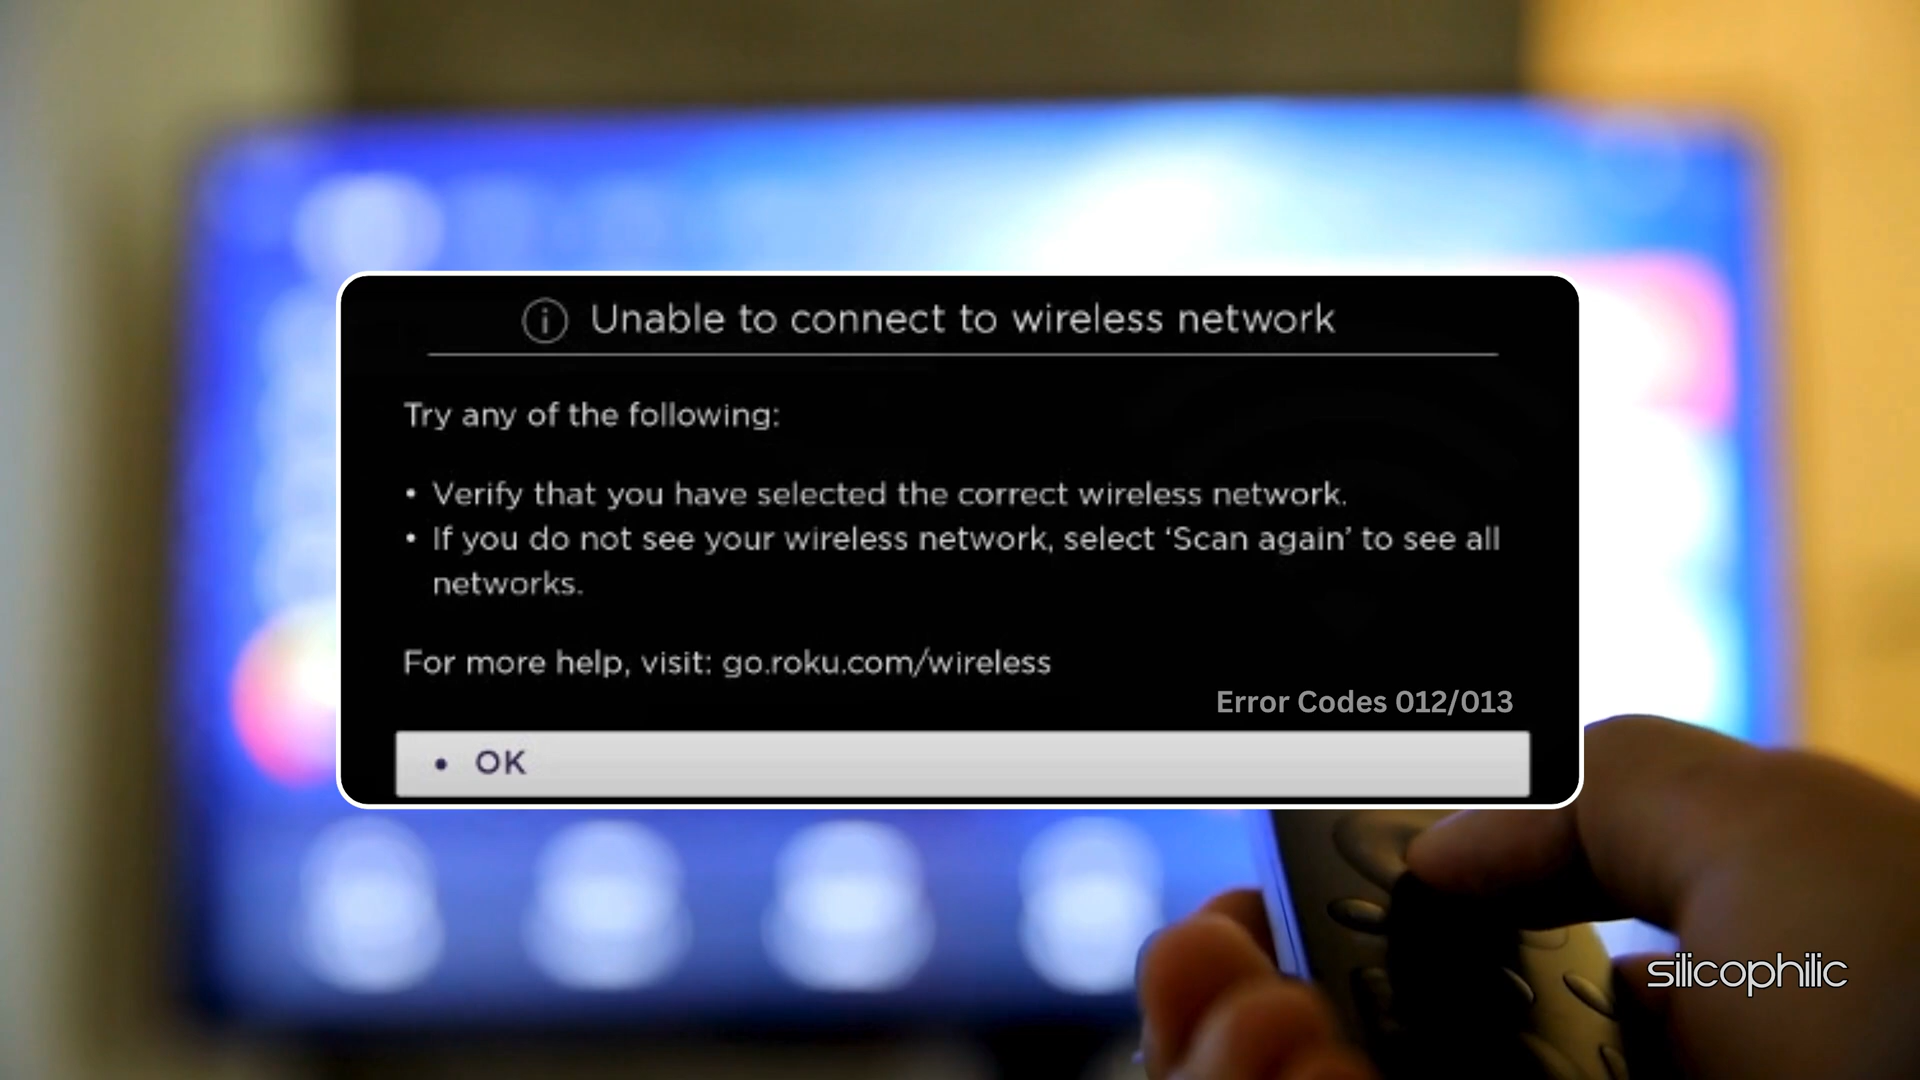 Unable to connect to wireless network
Try any of the following:
• Verify that you have selected the correct wireless network.
• If you do not see your wireless network, select ‘Scan again’ to see all
networks.
For more help, visit: go.roku.com/wireless
Error Codes 012/013
• OK
silicophilic